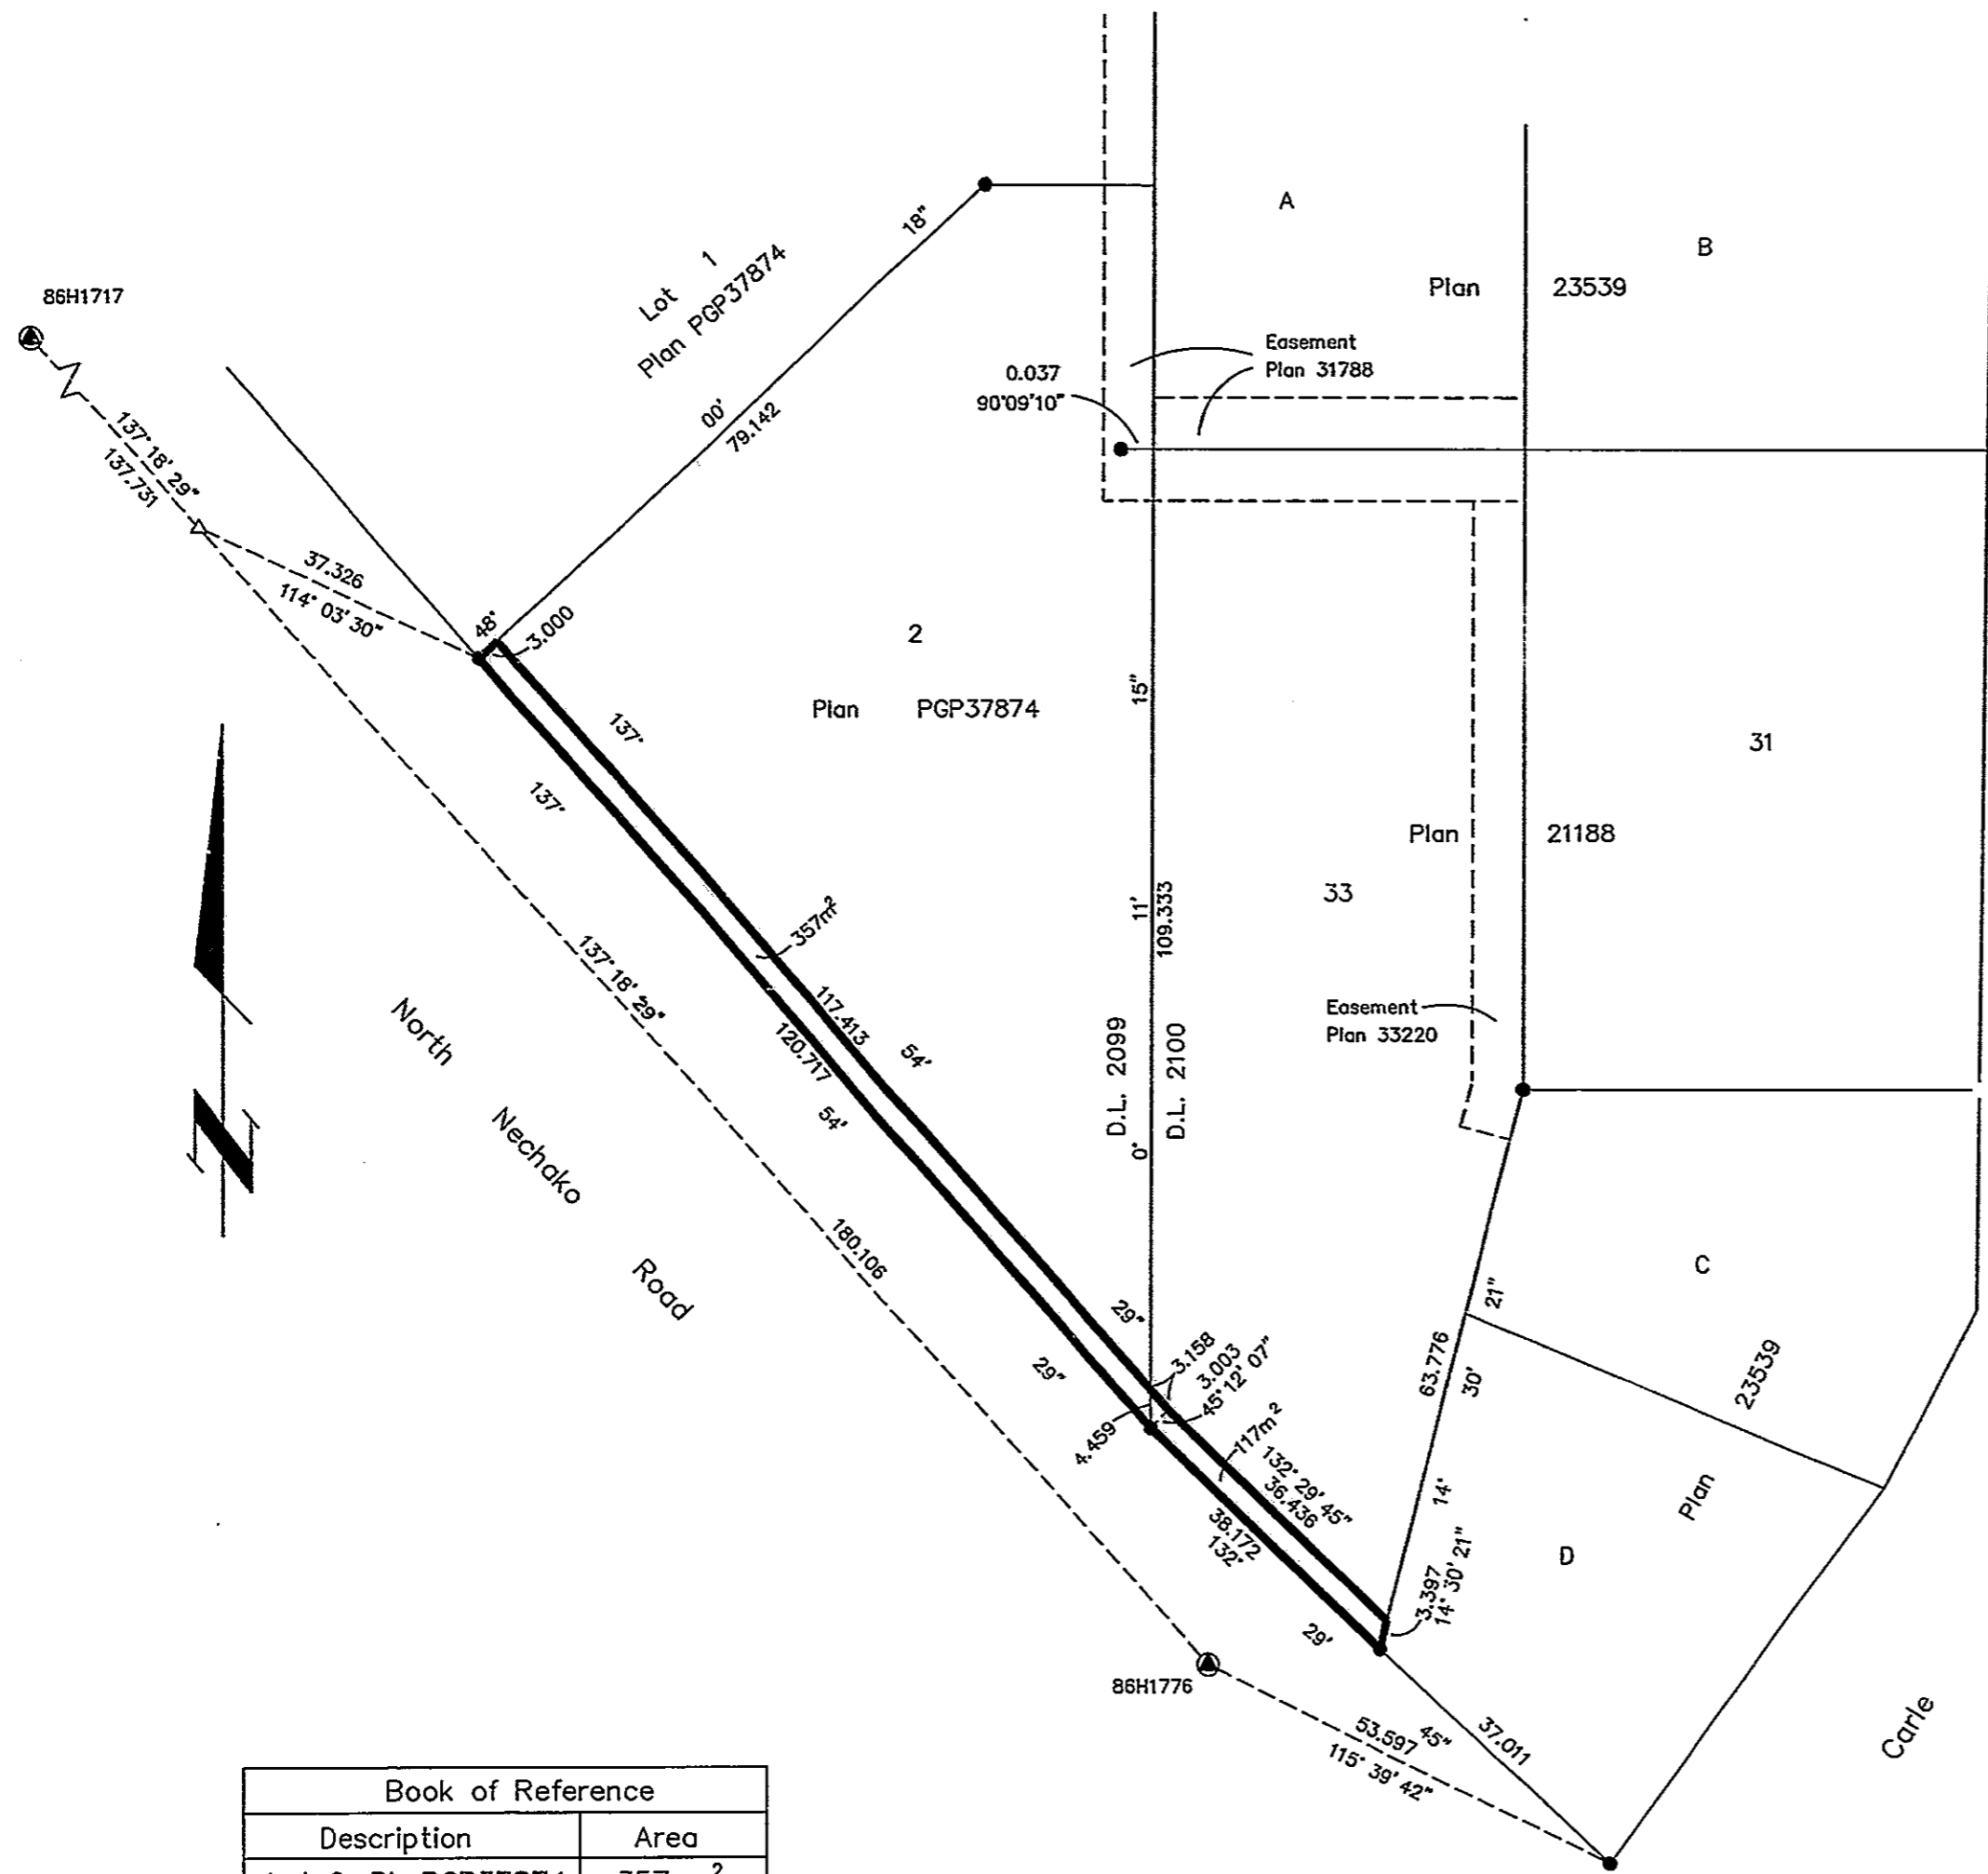 86H1717
137° 18' 29"
137.731
37.326
114° 03' 30"
Lot 1
Plan PGP37874
18"
00'
79.142
48°
3.000
A
B
Plan 23539
Easement
Plan 31788
0.037
90°09'10"
2
Plan PGP37874
15"
11'
109.333
0°
D.L. 2099
D.L. 2100
31
Plan 21188
33
Easement
Plan 33220
137°
137°
357m²
117.413
120.717
54'
54'
29"
29"
137° 18' 29"
180.106
North
Nechako
Road
N
3.158
3.003
45° 12' 07"
4.459
117m²
132° 29' 45"
36.436
38.172
132°
29'
45"
37.011
63.776
21"
30'
14°
3.397
14° 30' 21"
C
D
Plan 23539
Carle
86H1776
53.597
115° 39' 42"
Book of Reference
Description Area